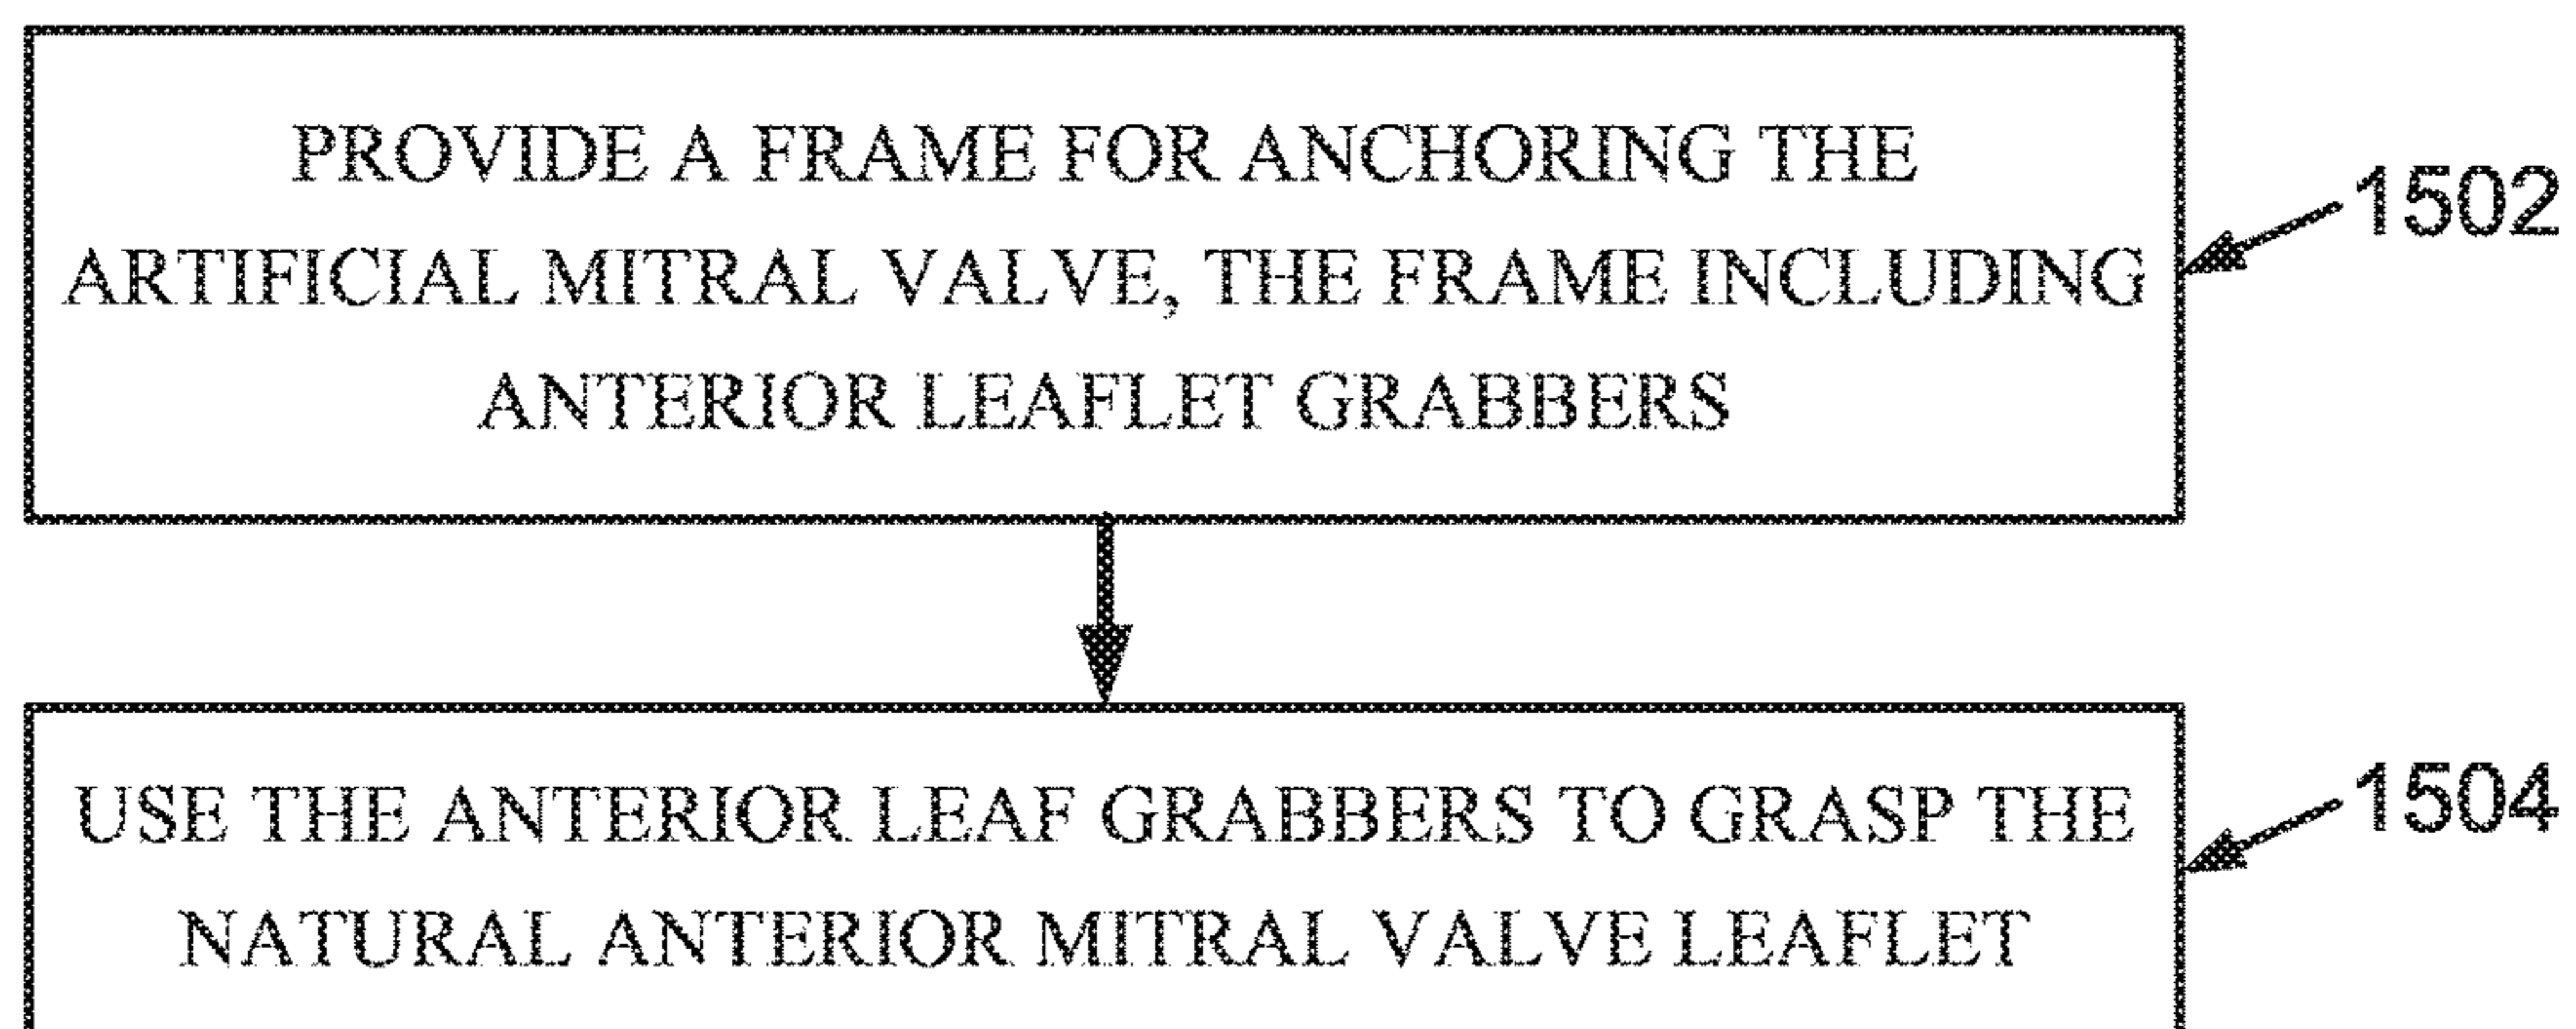 PROVIDE A FRAME FOR ANCHORING THE
ARTIFICIAL MITRAL VALVE, THE FRAME INCLUDING
ANTERIOR LEAFLET GRABBERS
1502
USE THE ANTERIOR LEAF GRABBERS TO GRASP THE
NATURAL ANTERIOR MITRAL VALVE LEAFLET
1504